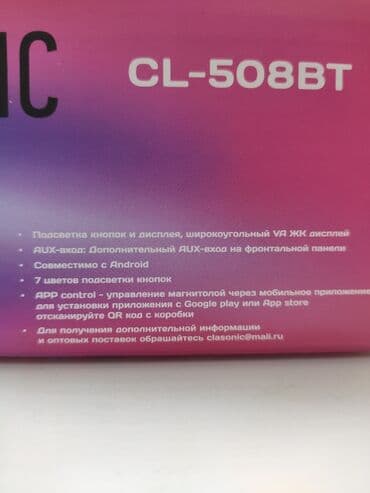 IC
CL-508BT
• Подсветка кнопок и дисплея, широкоугольный VA ЖК дисплей
• AUX-вход: Дополнительный AUX-вход на фронтальной панели
• Совместимо с Android
• 7 цветов подсветки кнопок
• APP control - управление магнитолой через мобильное приложение
для установки приложения с Google play или App store
отсканируйте QR код с коробки
• Для получения дополнительной информации
и оптовых поставок обращайтесь clasonic@mali.ru